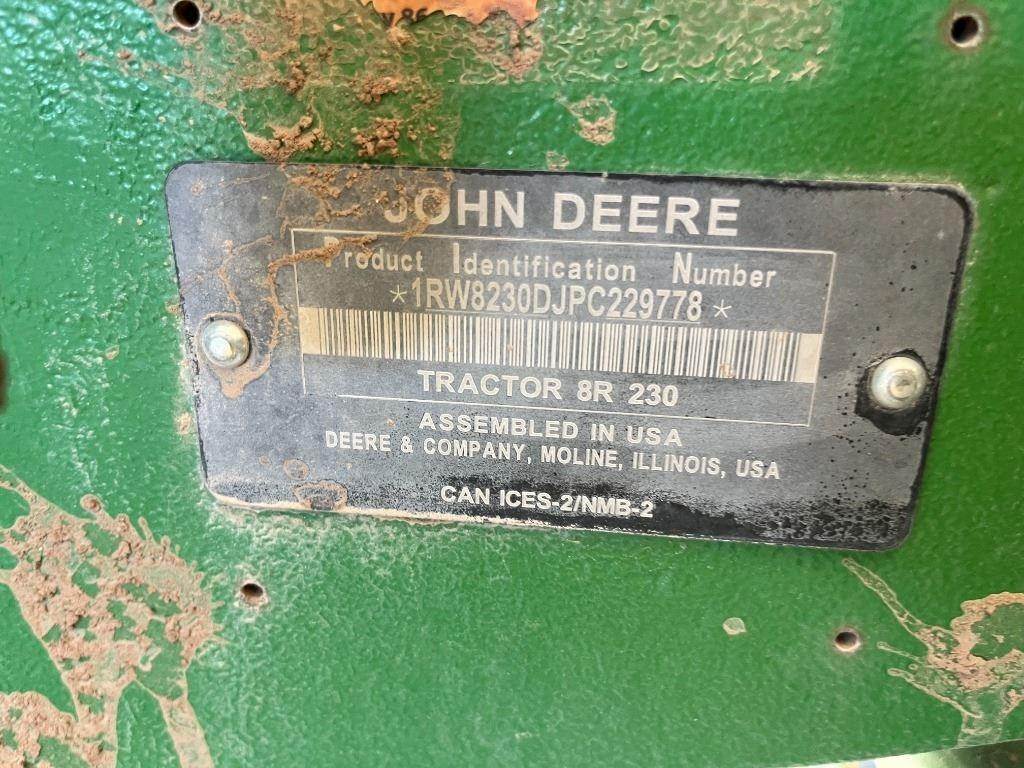 JOHN DEERE
Product Identification Number
*1RW8230DJPC229778*
TRACTOR 8R 230
ASSEMBLED IN USA
DEERE & COMPANY, MOLINE, ILLINOIS, USA
CAN ICES-2/NMB-2